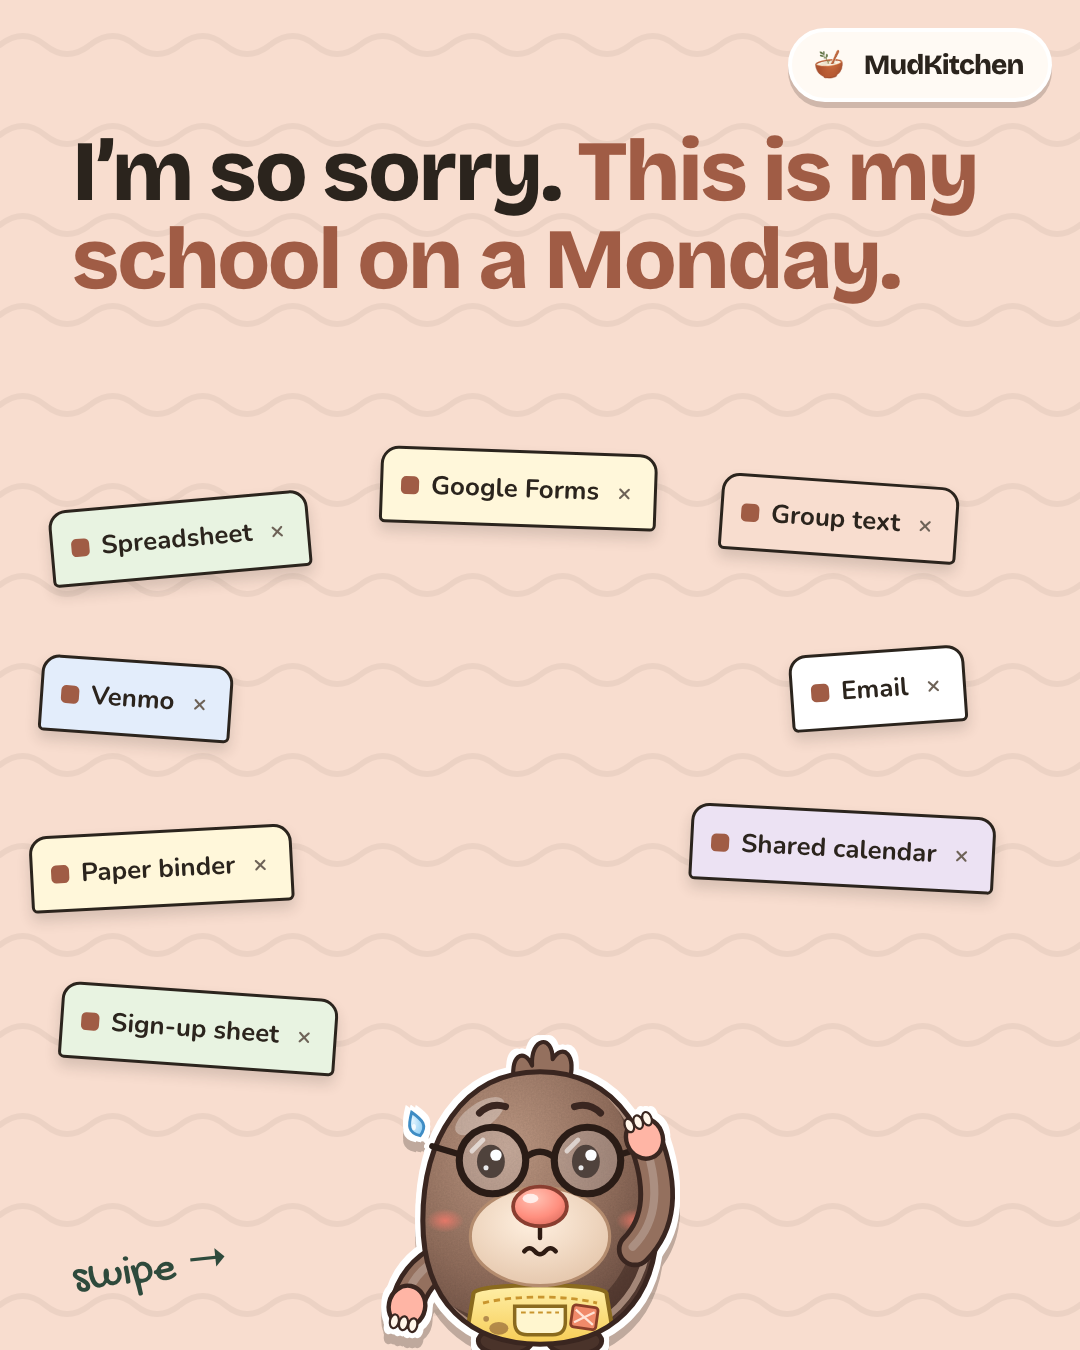 MudKitchen
I’m so sorry. This is my
school on a Monday.
Google Forms ×
Spreadsheet ×
Group text ×
Venmo ×
Email ×
Paper binder ×
Shared calendar ×
Sign-up sheet ×
swipe →